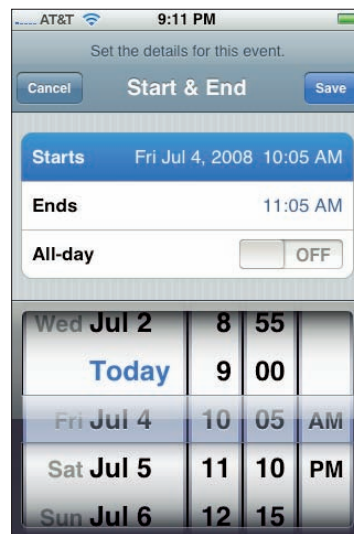 AT&T 9:11 PM
Set the details for this event.
Cancel Start & End Save
Starts Fri Jul 4, 2008 10:05 AM
Ends 11:05 AM
All-day OFF
Wed Jul 2 8 55
Today 9 00
Fri Jul 4 10 05 AM
Sat Jul 5 11 10 PM
Sun Jul 6 12 15